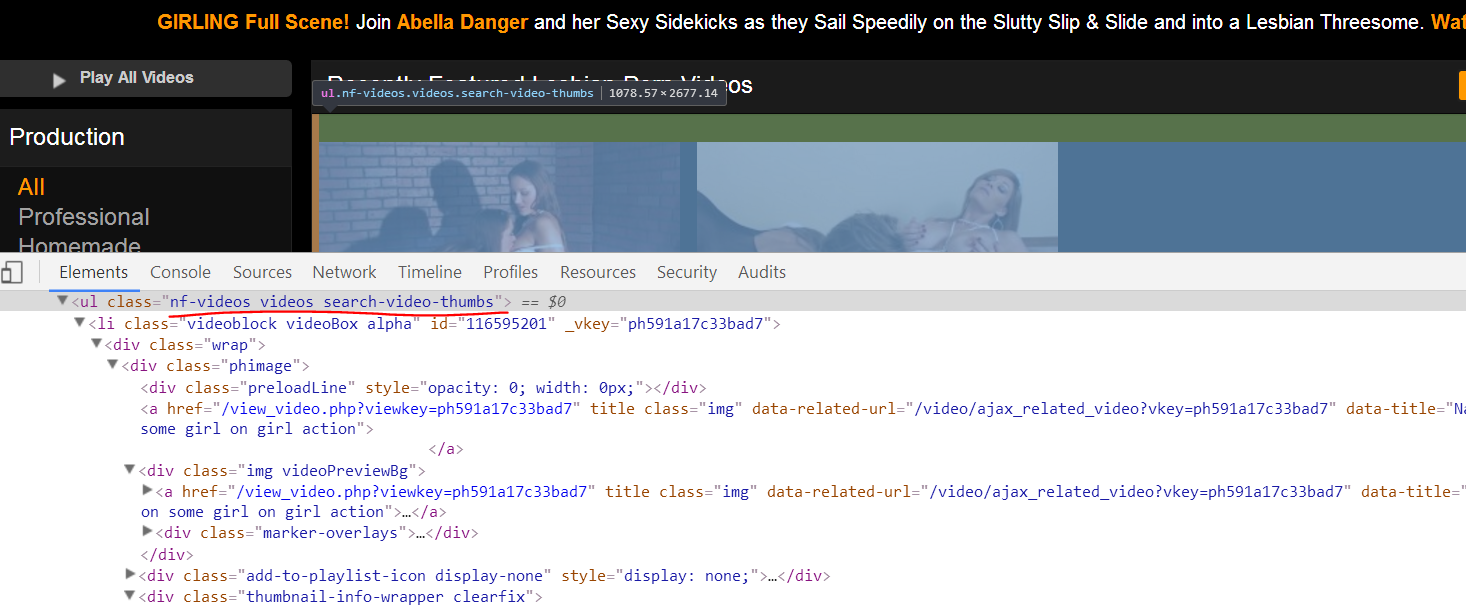 GIRLING Full Scene! Join Abella Danger and her Sexy Sidekicks as they Sail Speedily on the Slutty Slip & Slide and into a Lesbian Threesome. Wat
Play All Videos
Recently Featured Lesbian Porn Videos
ul.nf-videos.videos.search-video-thumbs | 1078.57×2677.14
Production
All
Professional
Homemade
Elements Console Sources Network Timeline Profiles Resources Security Audits
<ul class="nf-videos videos search-video-thumbs"> == $0
<li class="videoblock videoBox alpha" id="116595201" _vkey="ph591a17c33bad7">
<div class="wrap">
<div class="phimage">
<div class="preloadLine" style="opacity: 0; width: 0px;"></div>
<a href="/view_video.php?viewkey=ph591a17c33bad7" title class="img" data-related-url="/video/ajax_related_video?vkey=ph591a17c33bad7" data-title="Na
some girl on girl action">
</a>
<div class="img videoPreviewBg">
<a href="/view_video.php?viewkey=ph591a17c33bad7" title class="img" data-related-url="/video/ajax_related_video?vkey=ph591a17c33bad7" data-title="
on some girl on girl action">…</a>
<div class="marker-overlays">…</div>
</div>
<div class="add-to-playlist-icon display-none" style="display: none;">…</div>
<div class="thumbnail-info-wrapper clearfix">